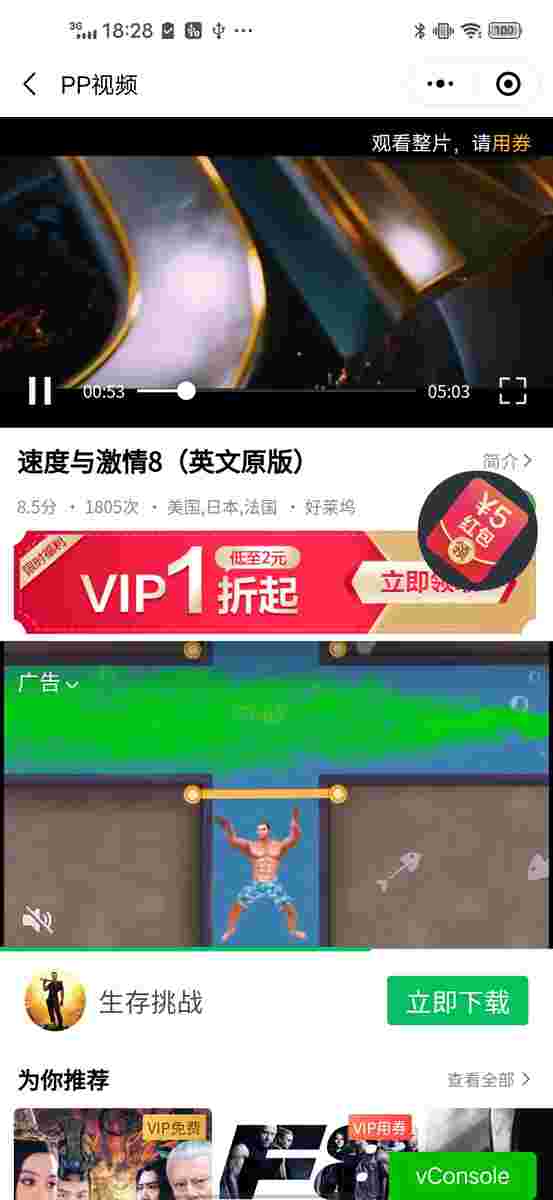 3G 18:28 100
PP视频
观看整片，请用券
00:53 05:03
速度与激情8（英文原版）
简介
8.5分 · 1805次 · 美国,日本,法国 · 好莱坞
¥5
红包
限时福利
VIP1折起
低至2元
立即领
广告
生存挑战
立即下载
为你推荐
查看全部
VIP免费
VIP用券
F8
vConsole